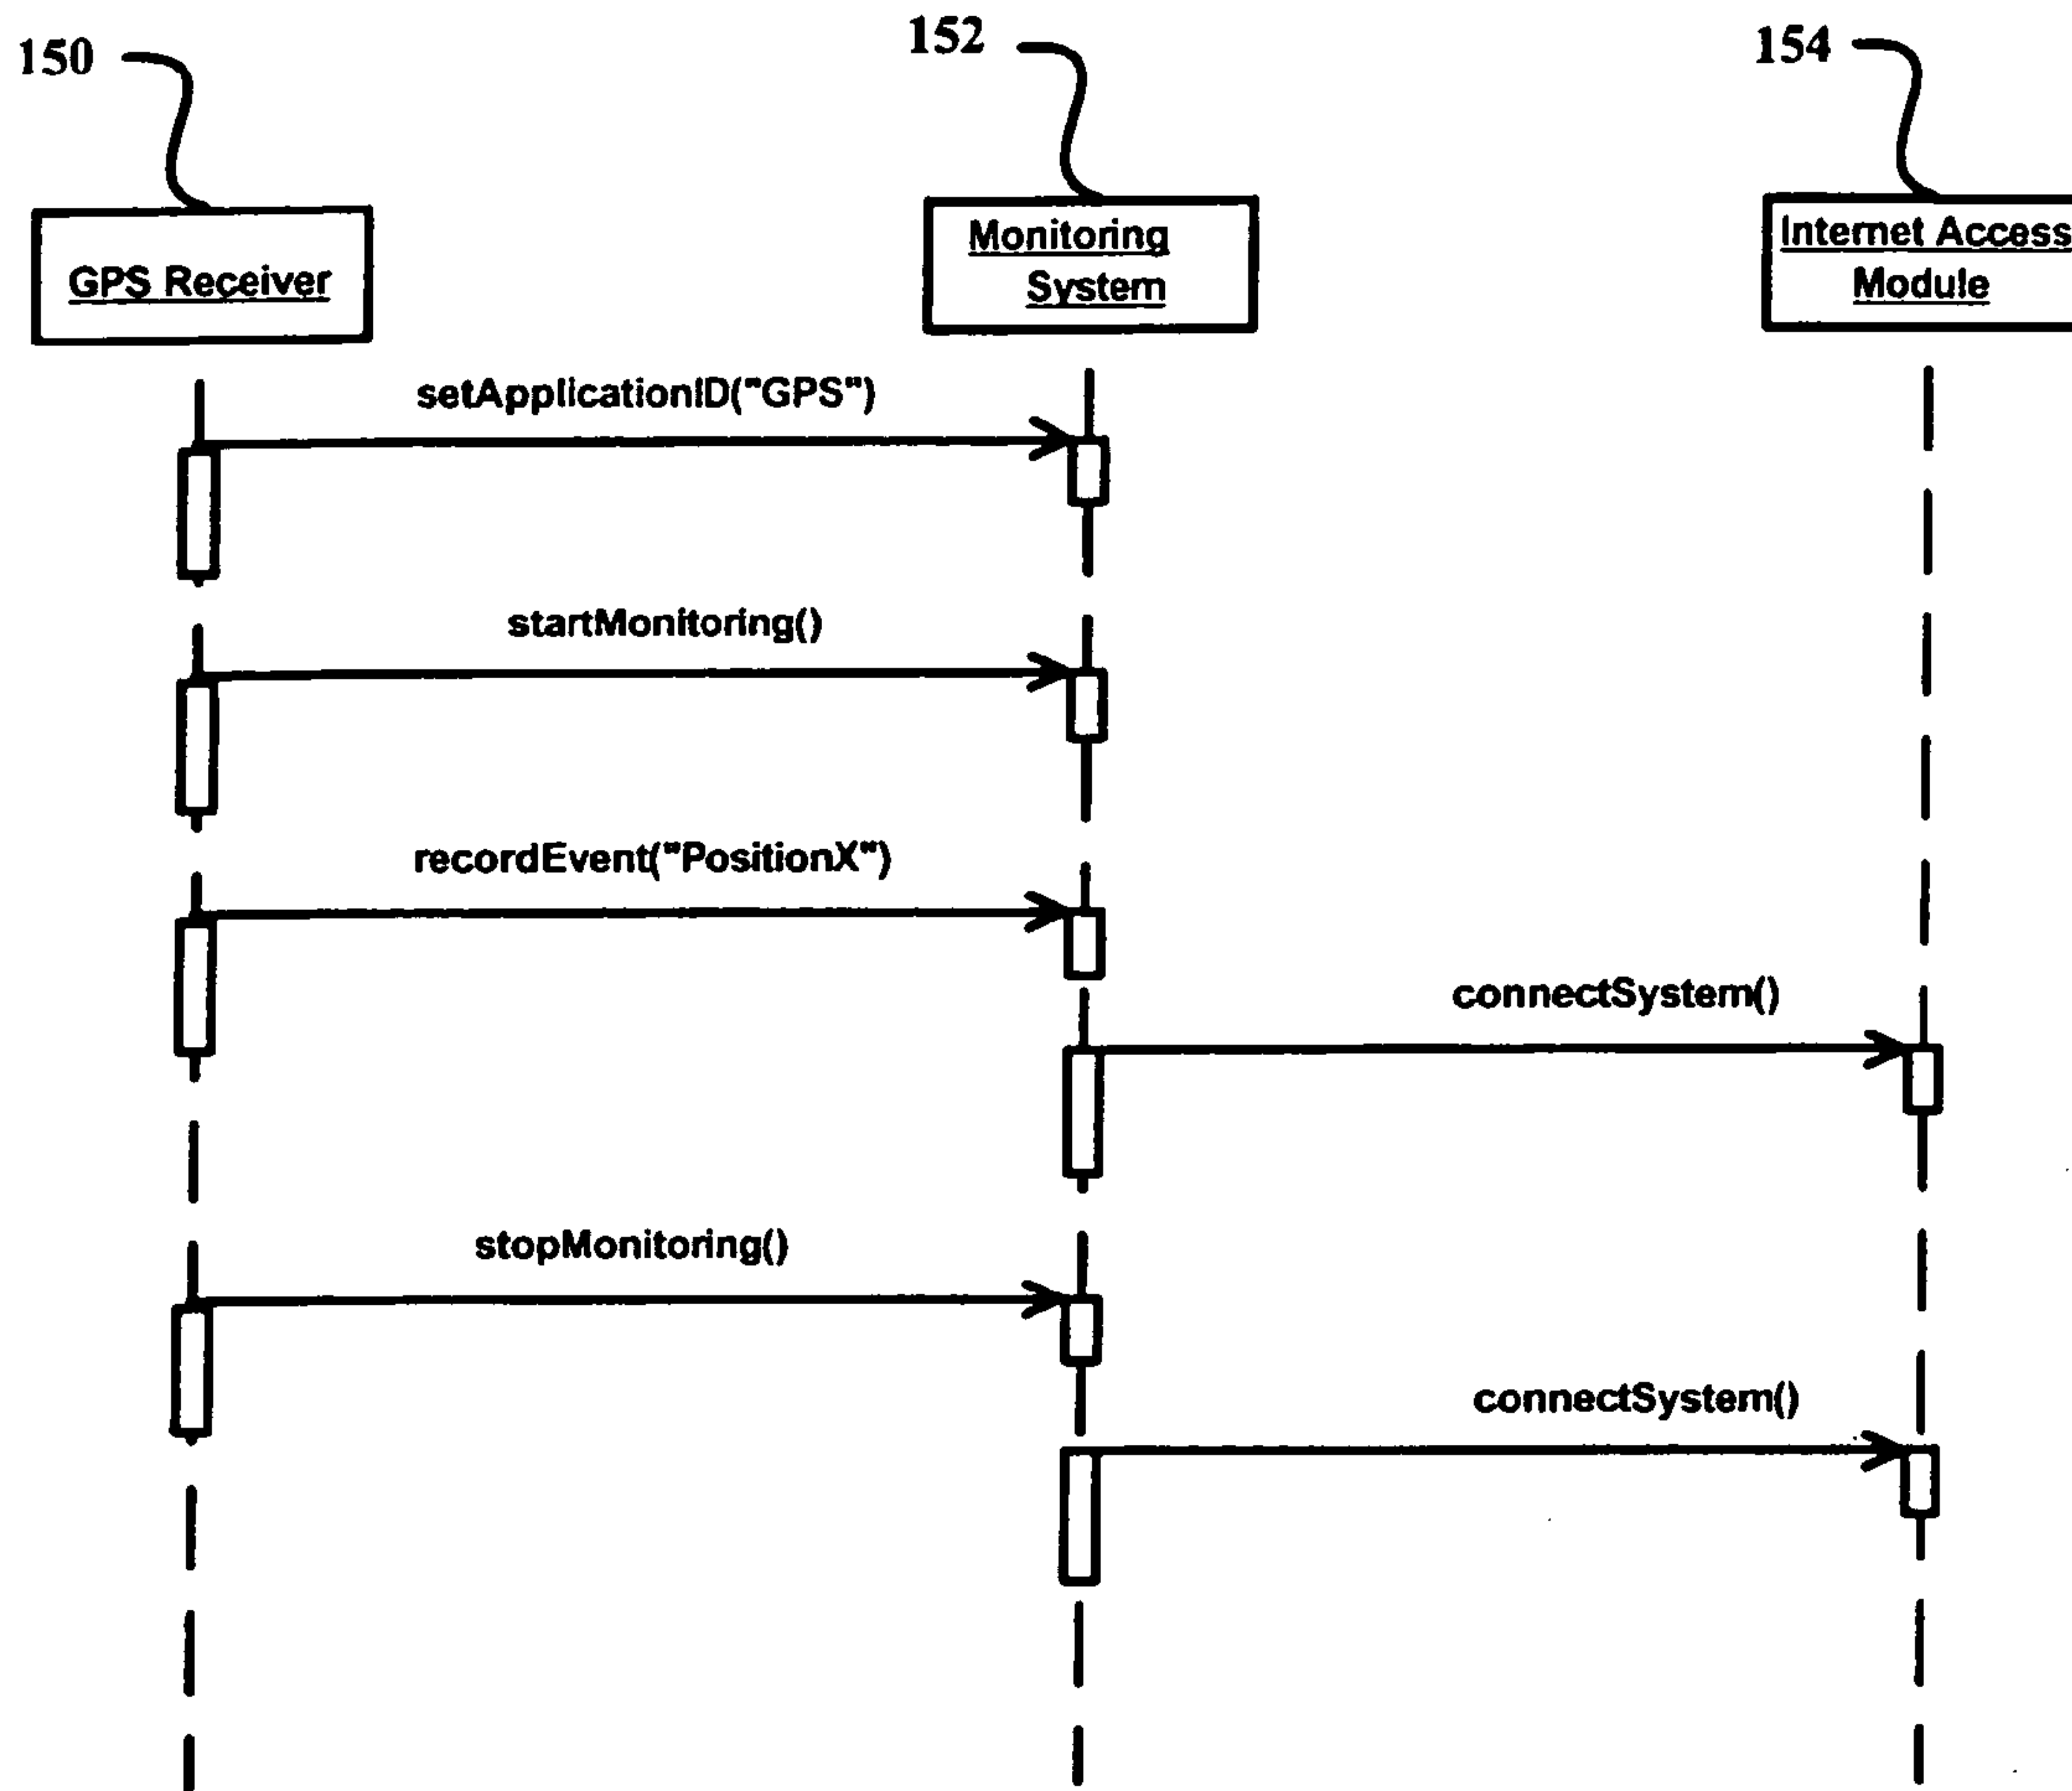 150
152
154
GPS Receiver
Monitoring
System
Internet Access
Module
setApplicationID("GPS")
startMonitoring()
recordEvent("PositionX")
connectSystem()
stopMonitoring()
connectSystem()